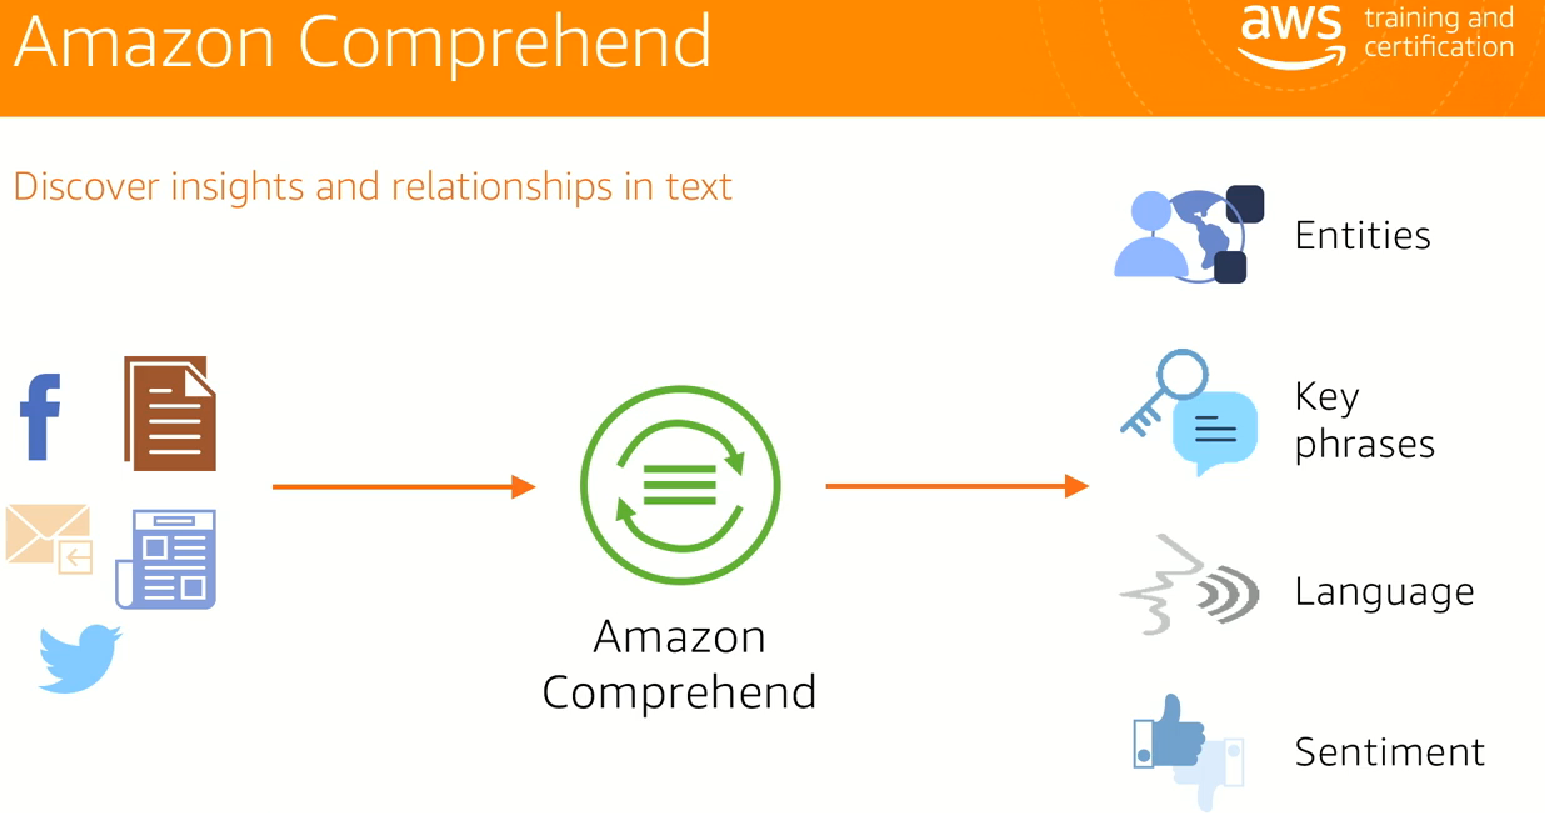 Amazon Comprehend
aws training and
certification
Discover insights and relationships in text
Entities
Key
phrases
Language
Sentiment
Amazon
Comprehend